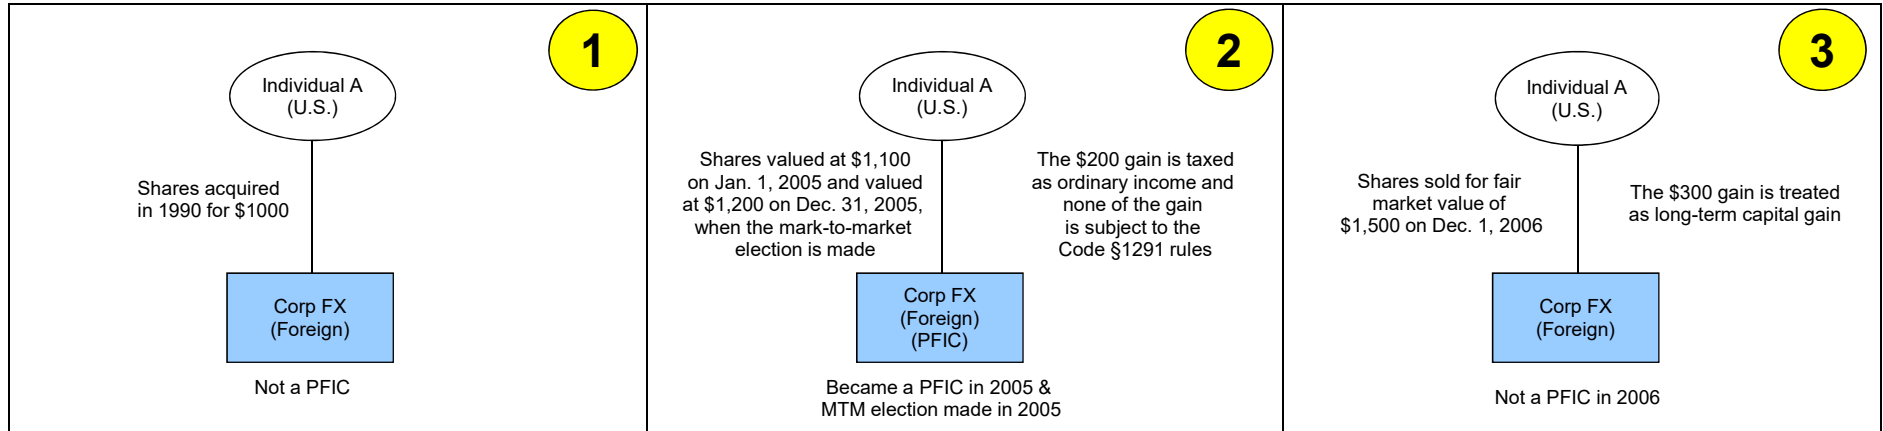 1
Individual A
(U.S.)
Shares acquired
in 1990 for $1000
Corp FX
(Foreign)
Not a PFIC
2
Individual A
(U.S.)
Shares valued at $1,100
on Jan. 1, 2005 and valued
at $1,200 on Dec. 31, 2005,
when the mark-to-market
election is made
The $200 gain is taxed
as ordinary income and
none of the gain
is subject to the
Code §1291 rules
Corp FX
(Foreign)
(PFIC)
Became a PFIC in 2005 &
MTM election made in 2005
3
Individual A
(U.S.)
Shares sold for fair
market value of
$1,500 on Dec. 1, 2006
The $300 gain is treated
as long-term capital gain
Corp FX
(Foreign)
Not a PFIC in 2006